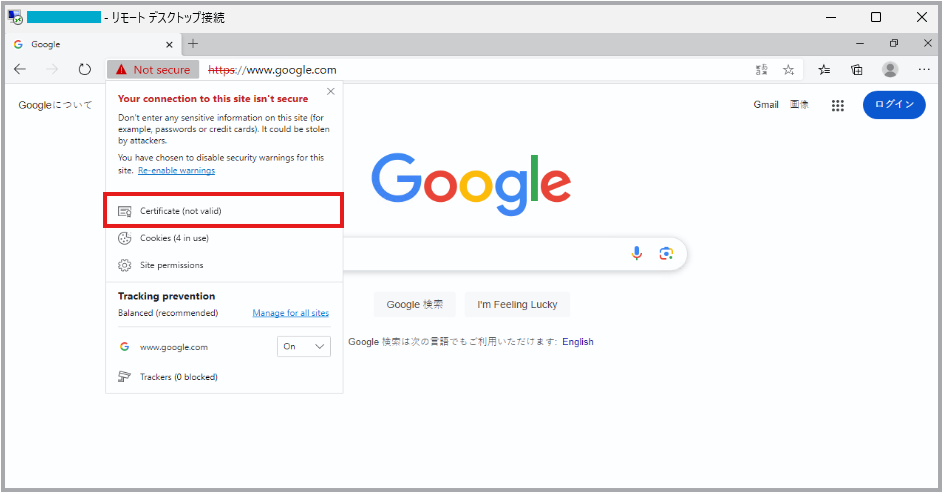 - リモート デスクトップ接続
Google
Not secure
https://www.google.com
Googleについて
Gmail
画像
ログイン
Your connection to this site isn't secure
Don't enter any sensitive information on this site (for
example, passwords or credit cards). It could be stolen
by attackers.
You have chosen to disable security warnings for this
site. Re-enable warnings
Certificate (not valid)
Cookies (4 in use)
Site permissions
Tracking prevention
Balanced (recommended) Manage for all sites
www.google.com On
Trackers (0 blocked)
Google
Google 検索
I'm Feeling Lucky
Google 検索は次の言語でもご利用いただけます: English